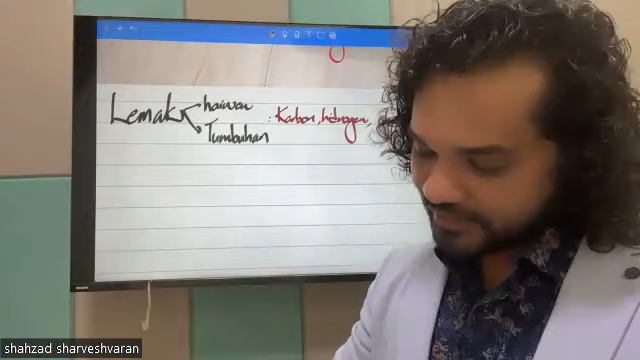 Lemak haiwan : Karbon, hidrogen,
Tumbuhan
shahzad sharveshvaran